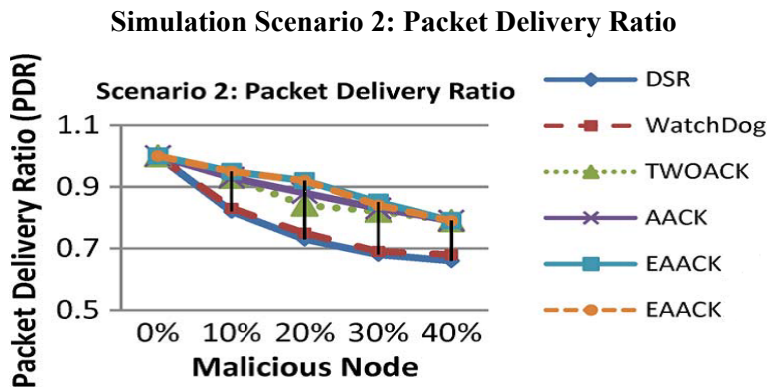 Simulation Scenario 2: Packet Delivery Ratio
Scenario 2: Packet Delivery Ratio
Packet Delivery Ratio (PDR)
1.1
0.9
0.7
0.5
0% 10% 20% 30% 40%
Malicious Node
DSR
WatchDog
TWOACK
AACK
EAACK
EAACK